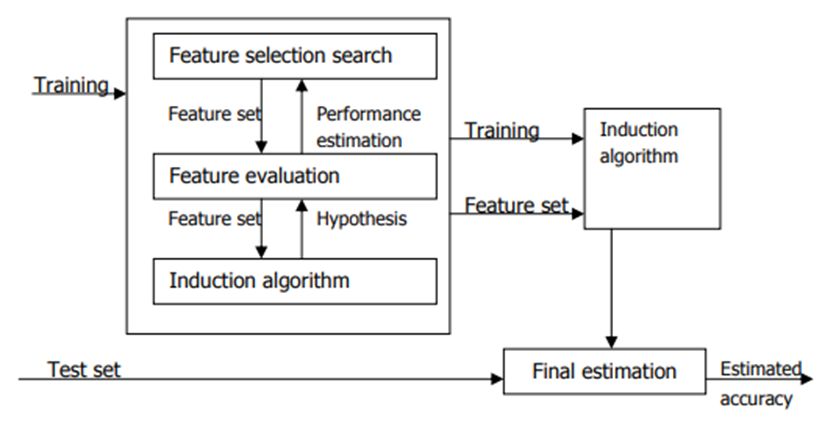 Feature selection search
Training
Feature set
Performance
estimation
Training
Induction
algorithm
Feature evaluation
Feature set
Feature set
Hypothesis
Induction algorithm
Test set
Final estimation
Estimated
accuracy